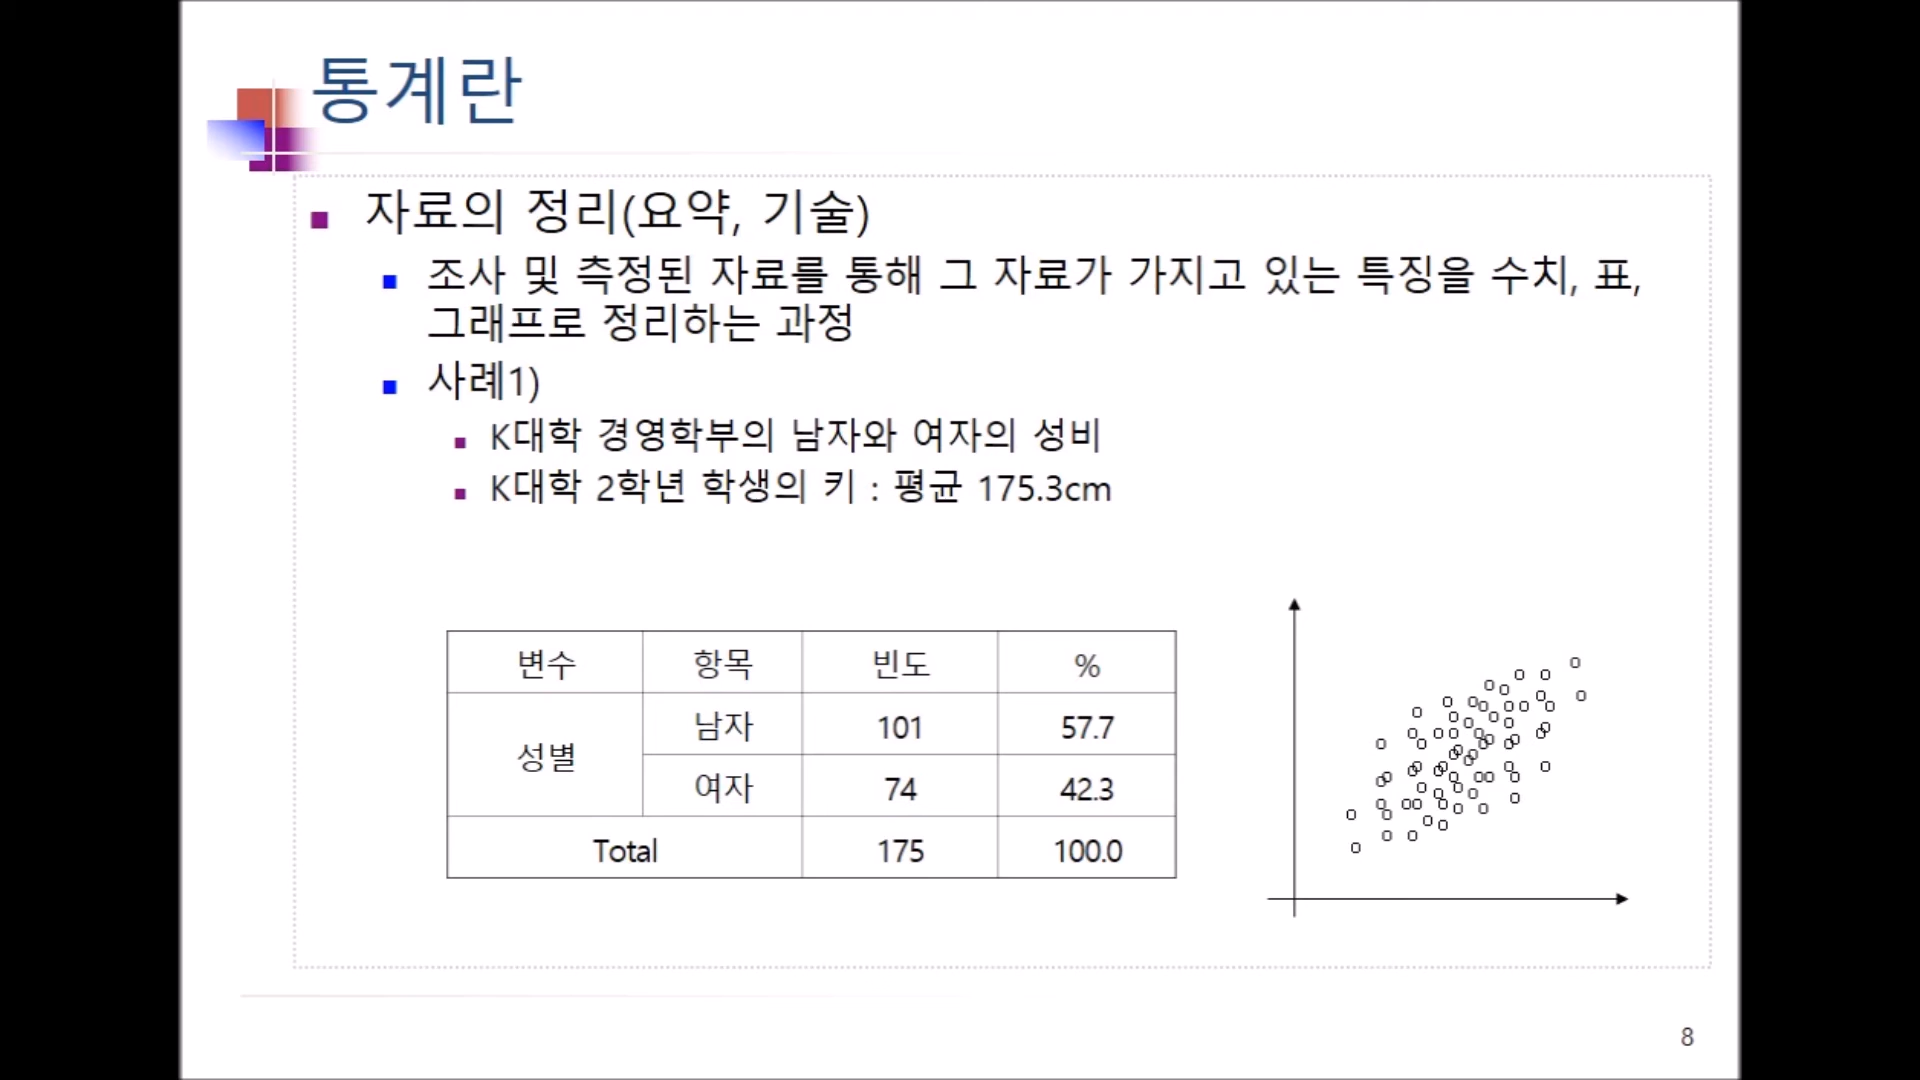 통계란
자료의 정리(요약, 기술)
조사 및 측정된 자료를 통해 그 자료가 가지고 있는 특징을 수치, 표,
그래프로 정리하는 과정
사례1)
K대학 경영학부의 남자와 여자의 성비
K대학 2학년 학생의 키 : 평균 175.3cm
변수 항목 빈도 %
성별 남자 101 57.7
여자 74 42.3
Total 175 100.0
8